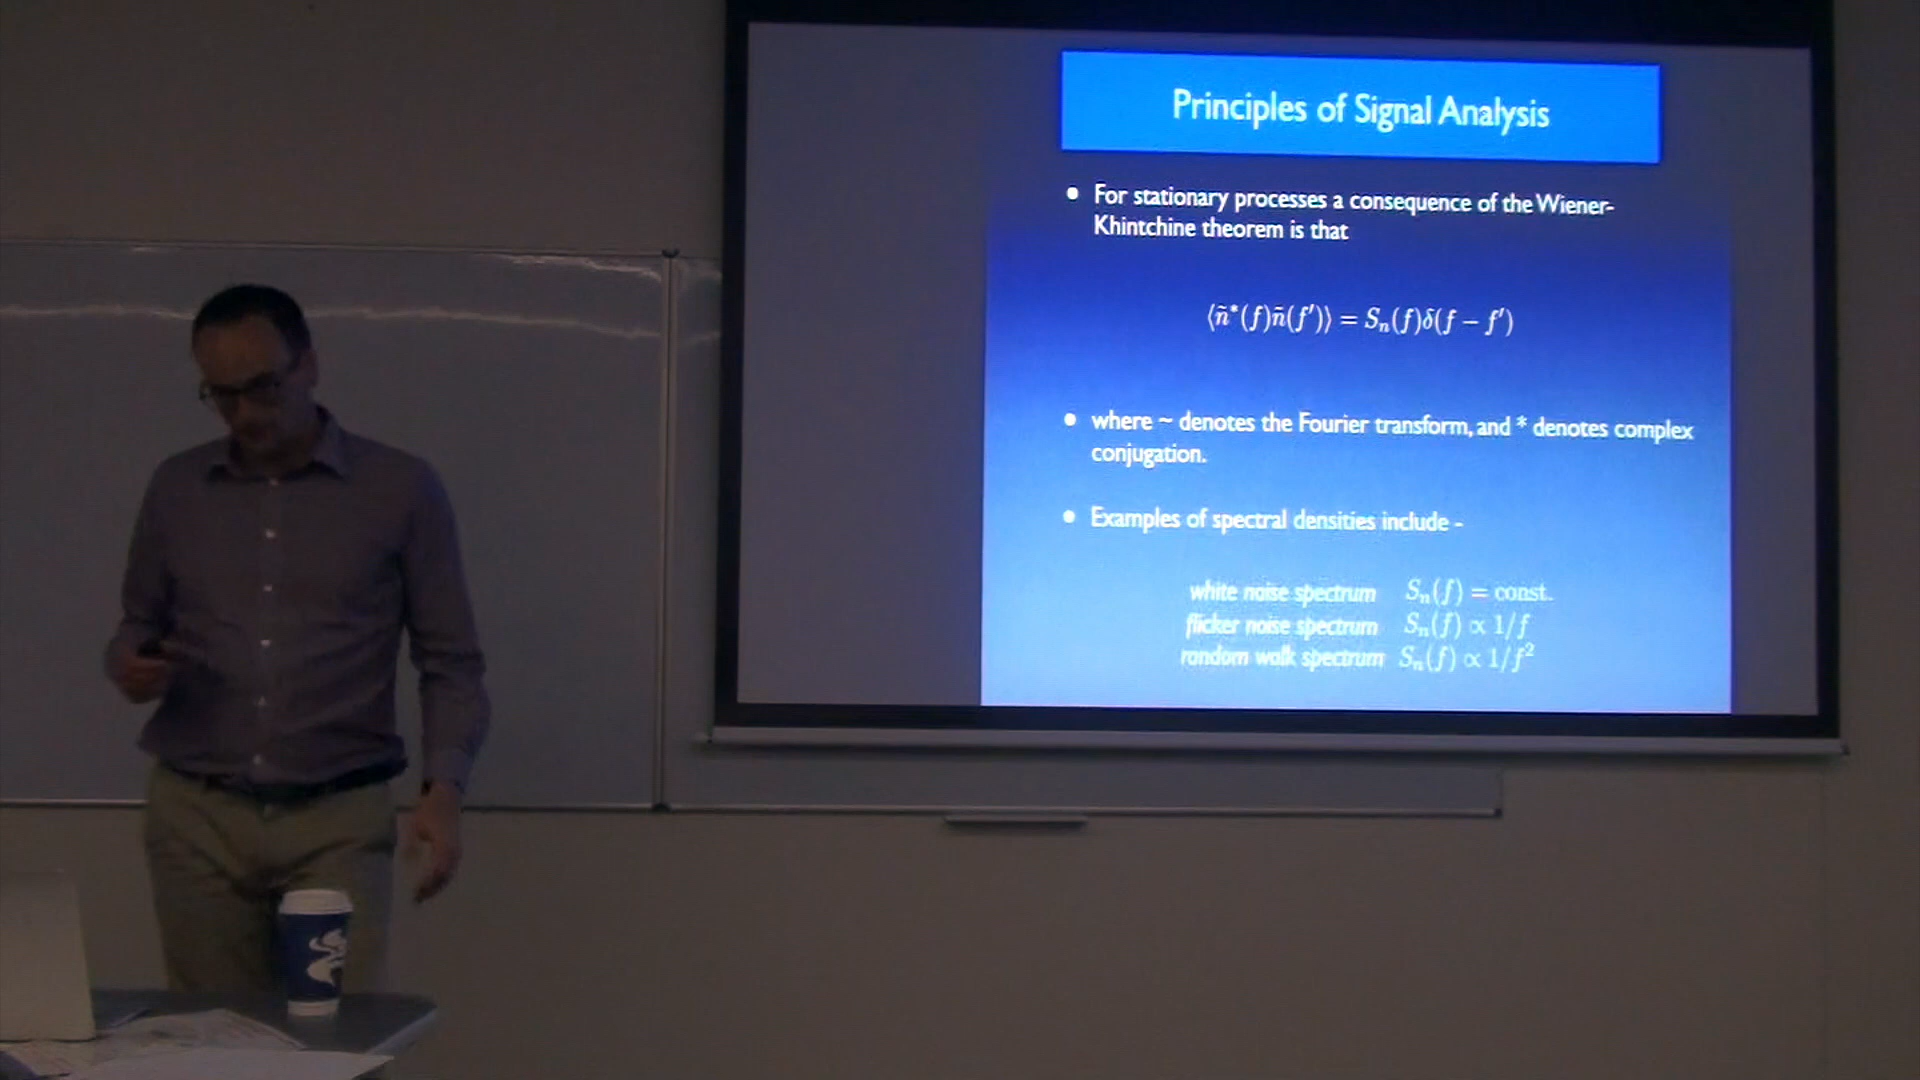 Principles of Signal Analysis
• For stationary processes a consequence of the Wiener-
Khintchine theorem is that
⟨ñ*(f)ñ(f′)⟩ = Sₙ(f)δ(f − f′)
• where ~ denotes the Fourier transform, and * denotes complex
conjugation.
• Examples of spectral densities include -
white noise spectrum Sₙ(f) = const.
flicker noise spectrum Sₙ(f) ∝ 1/f
random walk spectrum Sₙ(f) ∝ 1/f²